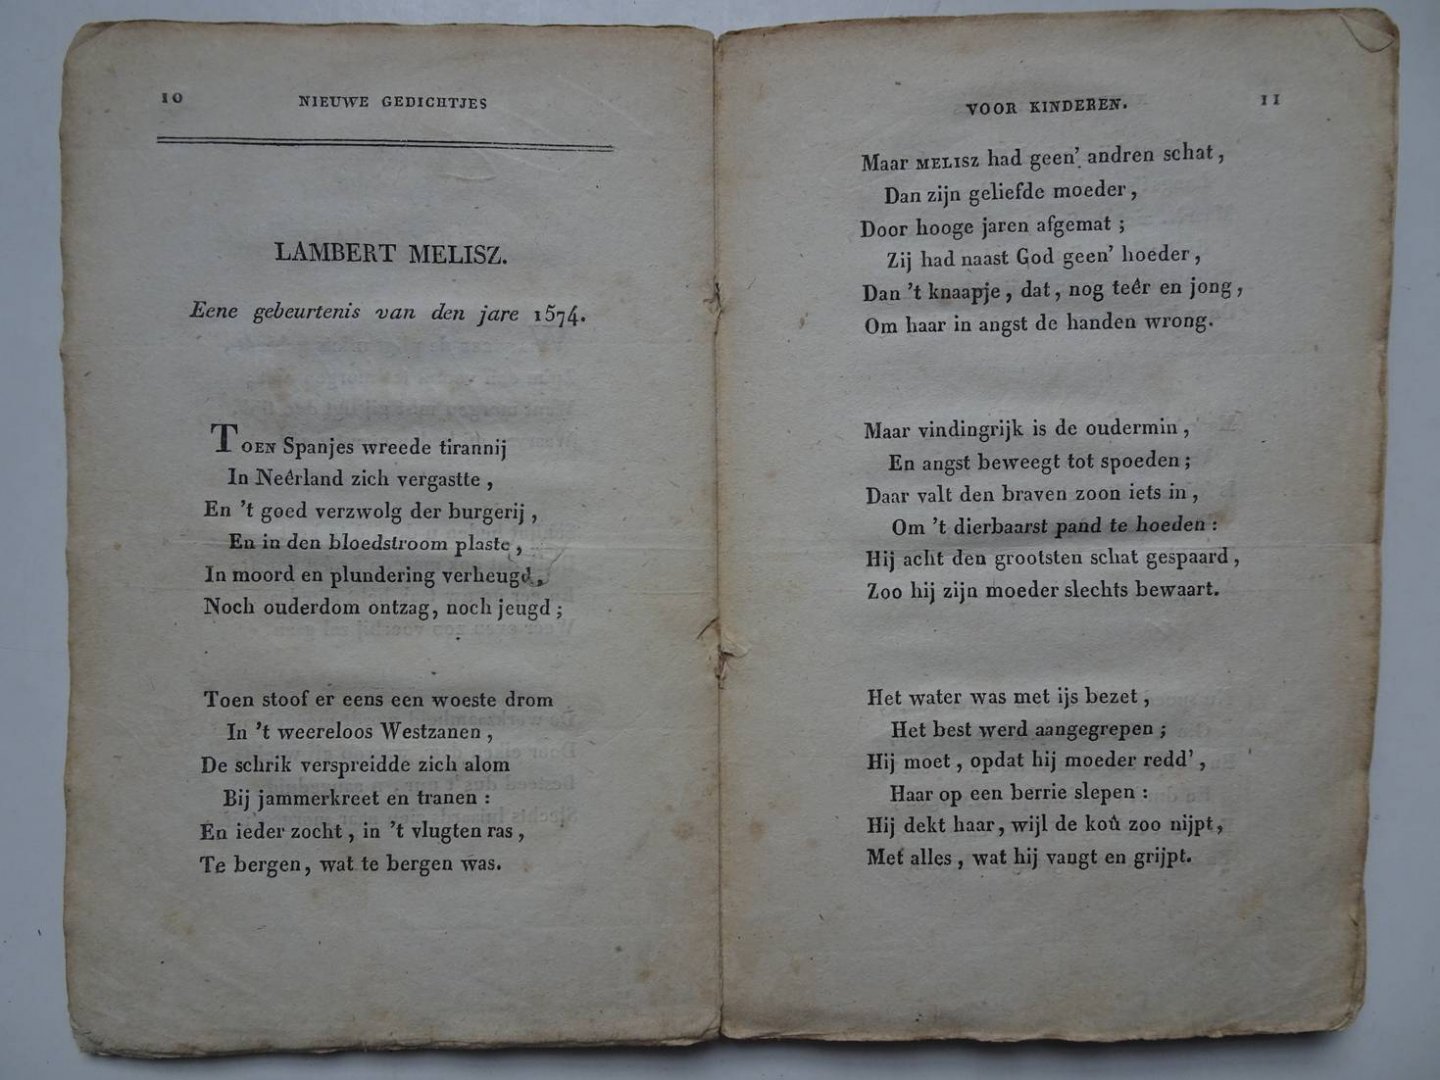 10 NIEUWE GEDICHTJES
LAMBERT MELISZ.
Eene gebeurtenis van den jare 1574.
TOEN Spanjes wreede tirannij
In Neêrland zich vergastte,
En 't goed verzwolg der burgerij,
En in den bloedstroom plaste,
In moord en plundering verheugd,
Noch ouderdom ontzag, noch jeugd;
Toen stoof er eens een woeste drom
In 't weereloos Westzanen,
De schrik verspreidde zich alom
Bij jammerkreet en tranen:
En ieder zocht, in 't vlugten ras,
Te bergen, wat te bergen was.
VOOR KINDEREN. 11
Maar MELISZ had geen' andren schat,
Dan zijn geliefde moeder,
Door hooge jaren afgemat;
Zij had naast God geen' hoeder,
Dan 't knaapje, dat, nog teêr en jong,
Om haar in angst de handen wrong.
Maar vindingrijk is de oudermin,
En angst beweegt tot spoeden;
Daar valt den braven zoon iets in,
Om 't dierbaarst pand te hoeden:
Hij acht den grootsten schat gespaard,
Zoo hij zijn moeder slechts bewaart.
Het water was met ijs bezet,
Het best werd aangegrepen;
Hij moet, opdat hij moeder redd',
Haar op een berrie slepen:
Hij dekt haar, wijl de koû zoo nijpt,
Met alles, wat hij vangt en grijpt.